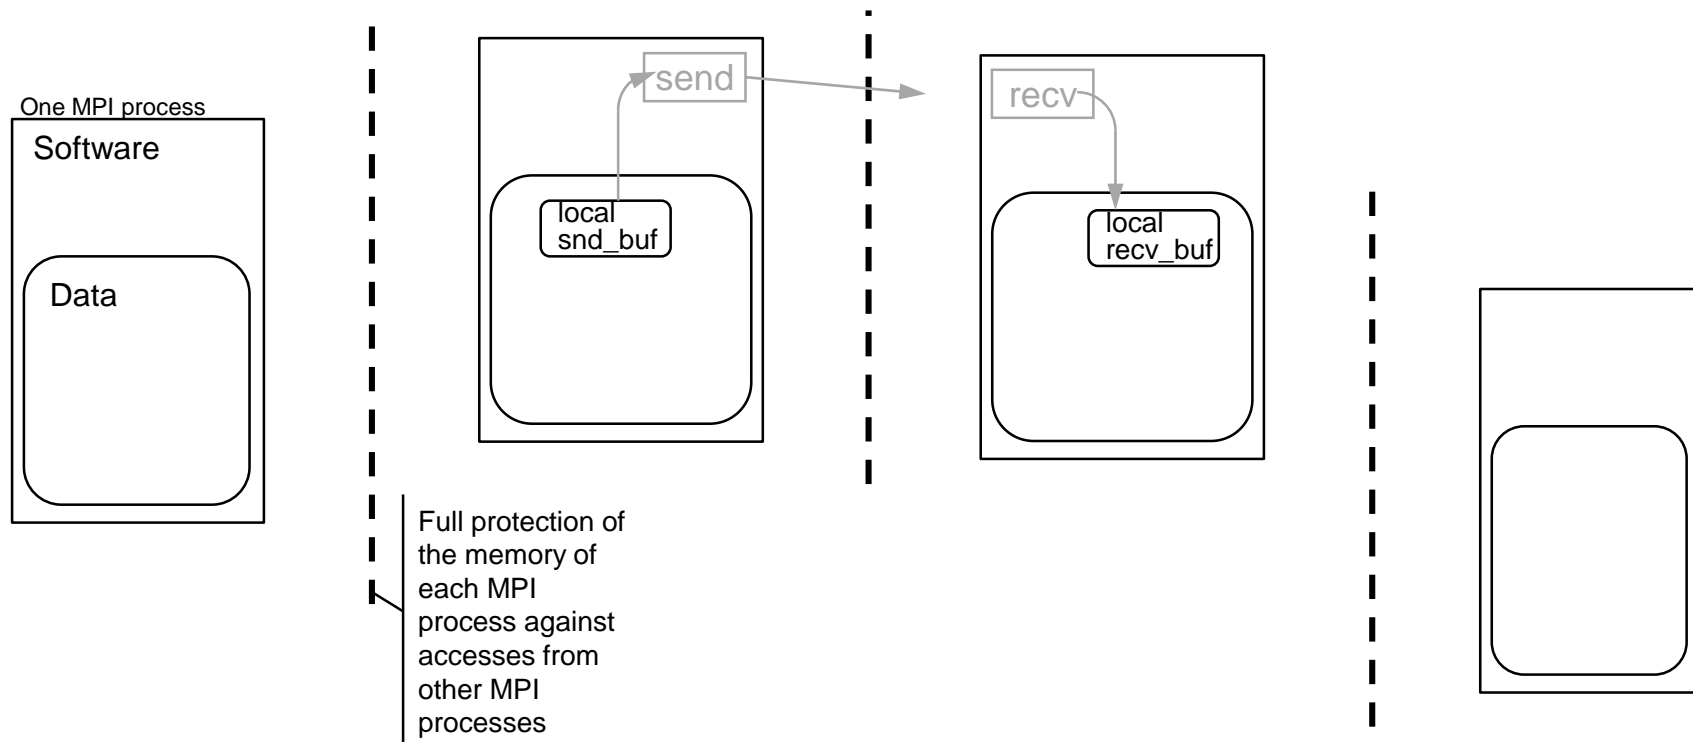 One MPI process
Software
Data
send
local
snd_buf
recv
local
recv_buf
Full protection of
the memory of
each MPI
process against
accesses from
other MPI
processes